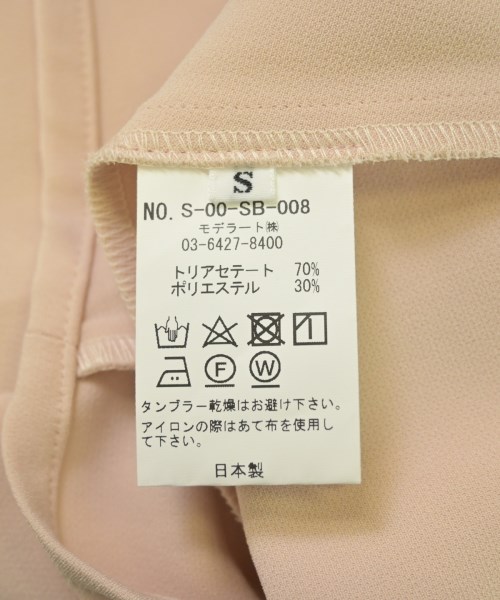 S
NO. S-00-SB-008
モデラート㈱
03-6427-8400
トリアセテート 70%
ポリエステル 30%
F W
タンブラー乾燥はお避け下さい。
アイロンの際はあて布を使用し
て下さい。
日本製